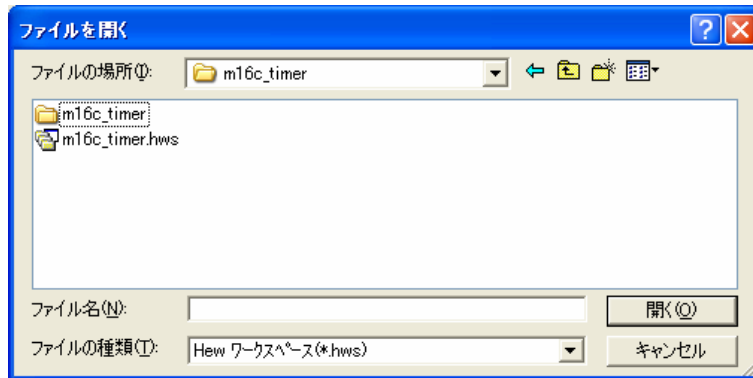 ファイルを開く
ファイルの場所(I):
m16c_timer
m16c_timer
m16c_timer.hws
ファイル名(N):
開く(O)
ファイルの種類(T):
Hew ワークスペース(*.hws)
キャンセル